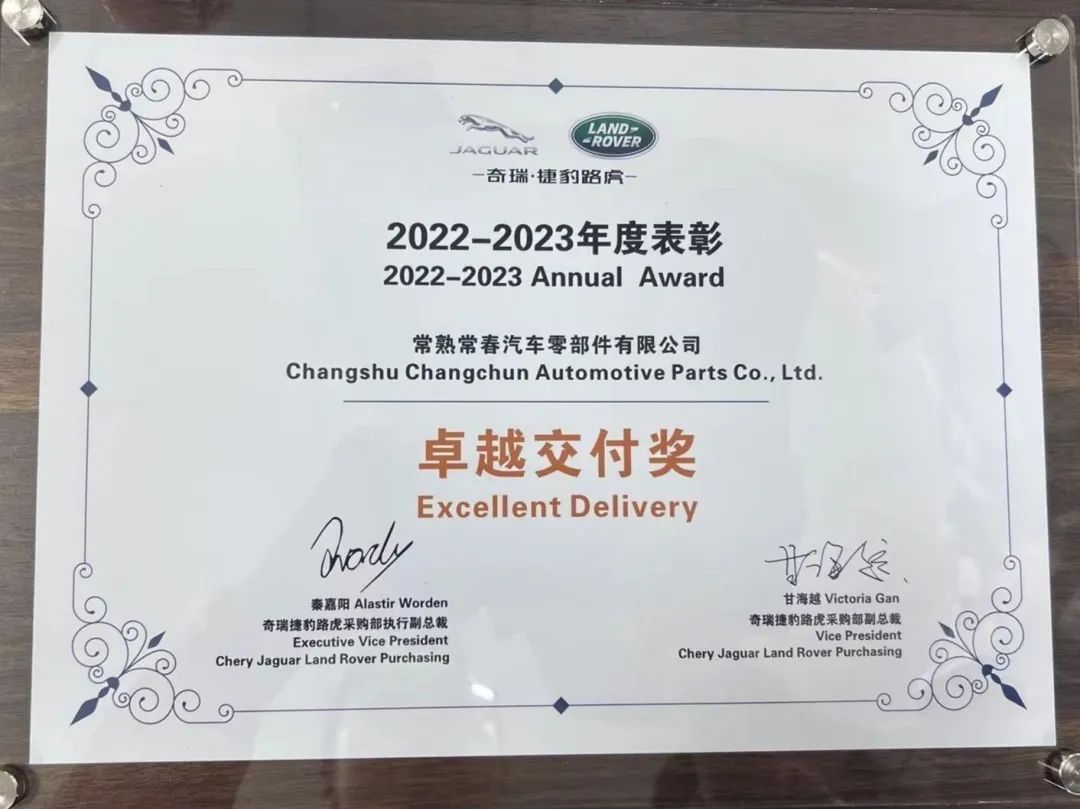 JAGUAR
LAND-
-ROVER
奇瑞·捷豹路虎
2022-2023年度表彰
2022-2023 Annual Award
常熟常春汽车零部件有限公司
Changshu Changchun Automotive Parts Co., Ltd.
卓越交付奖
Excellent Delivery
秦嘉阳 Alastir Worden
奇瑞捷豹路虎采购部执行副总裁
Executive Vice President
Chery Jaguar Land Rover Purchasing
甘海越
甘海越 Victoria Gan
奇瑞捷豹路虎采购部副总裁
Vice President
Chery Jaguar Land Rover Purchasing